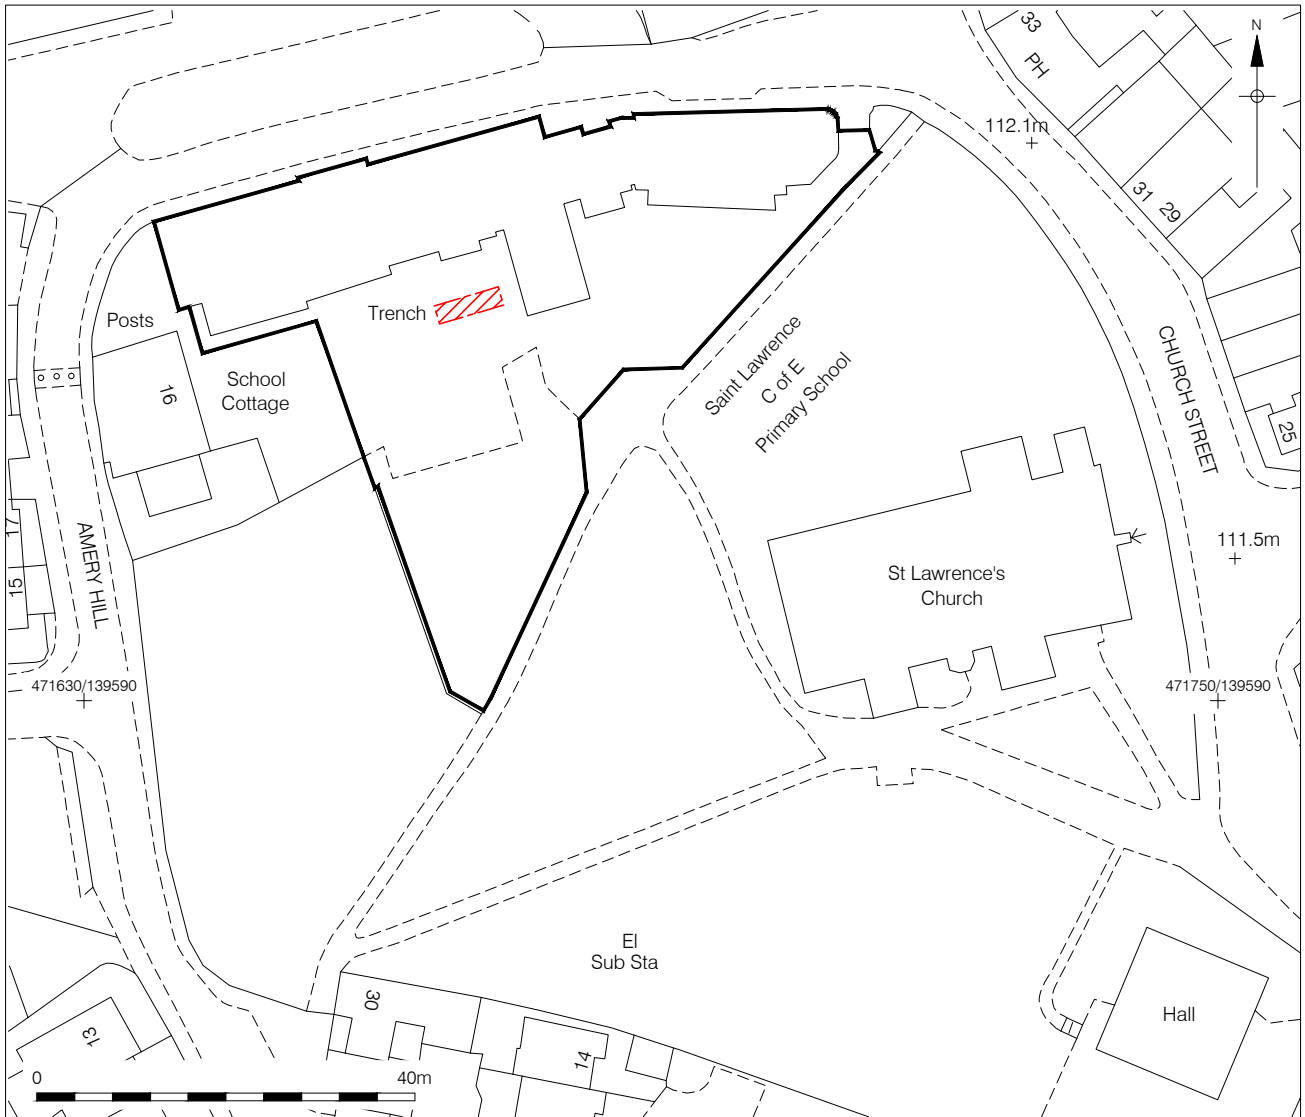 N
33
PH
112.1m
31
29
Posts
Trench
School
Cottage
16
Saint Lawrence
C of E
Primary School
CHURCH STREET
25
17
15
AMERY HILL
111.5m
St Lawrence's
Church
471630/139590
471750/139590
El
Sub Sta
30
14
13
Hall
0
40m